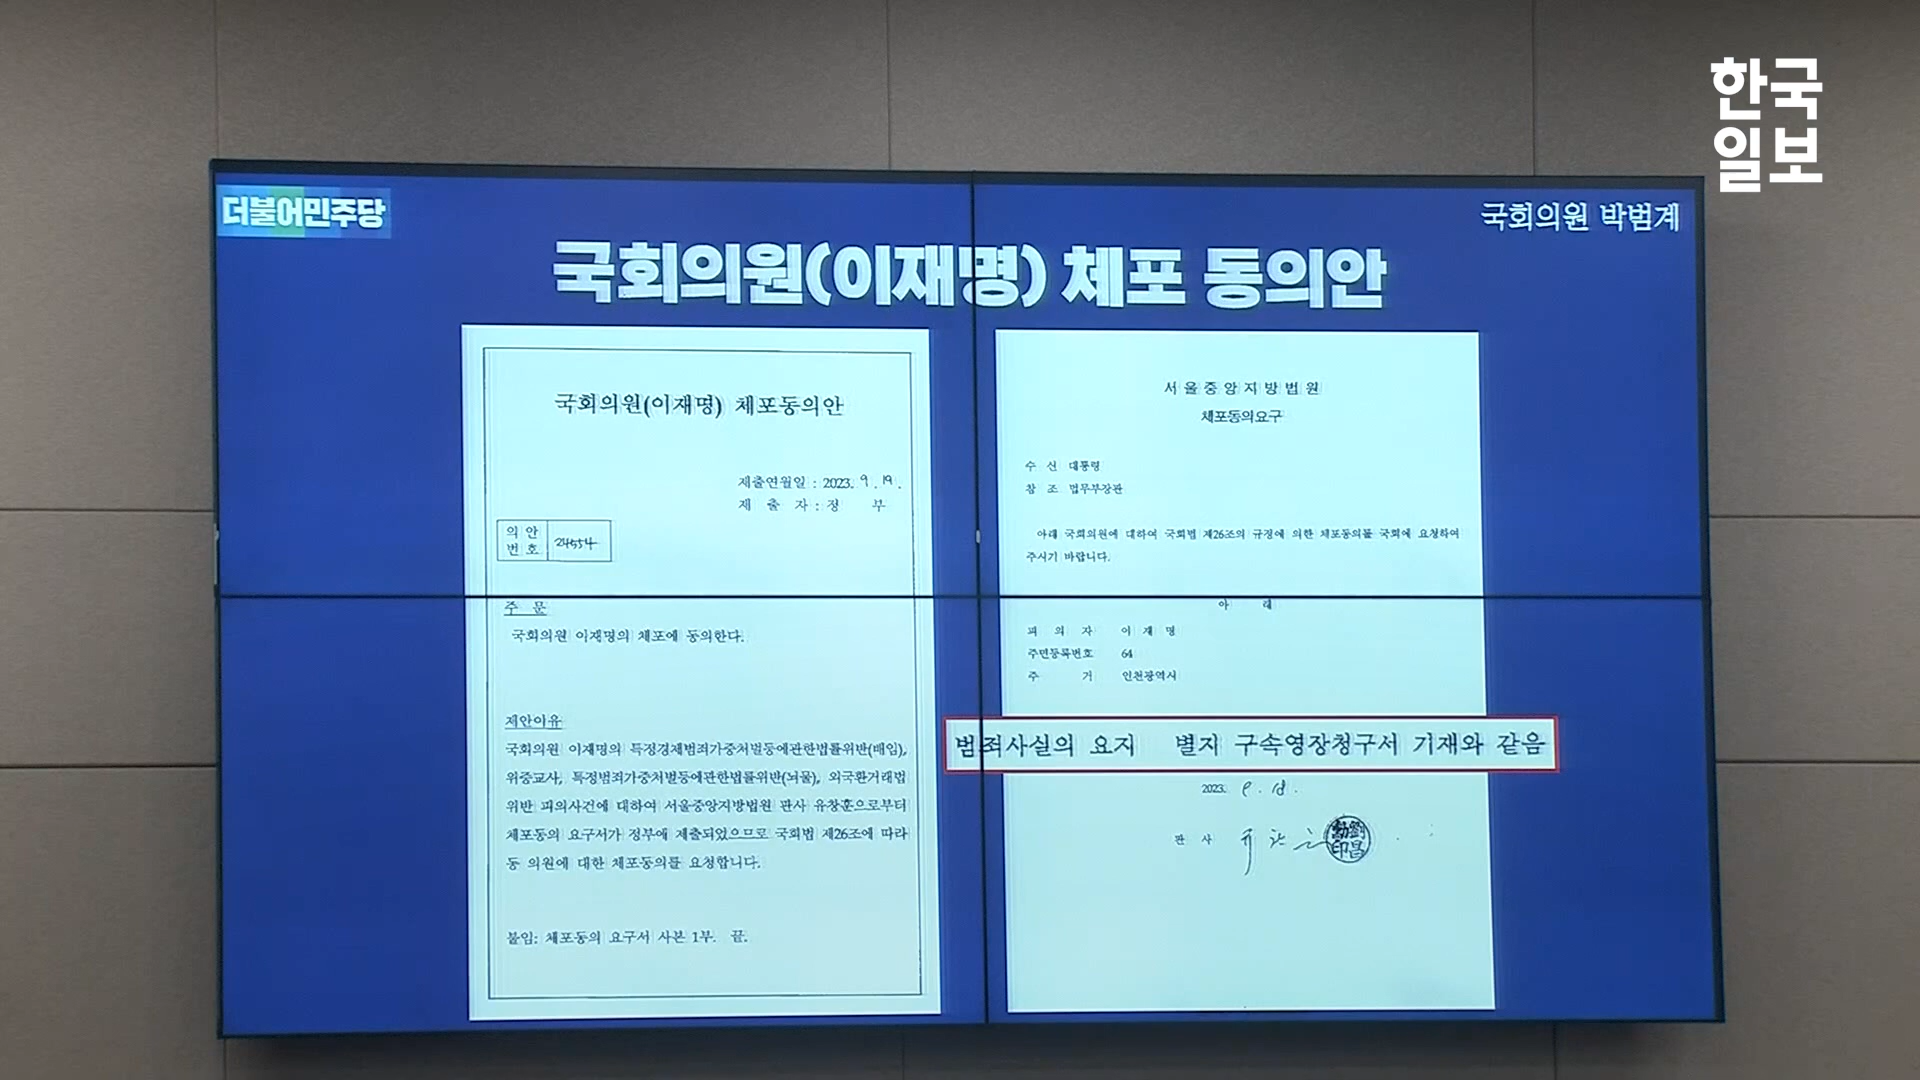 한국
일보
더불어민주당
국회의원 박범계
국회의원(이재명) 체포 동의안
국회의원(이재명) 체포동의안
제출연월일 : 2023. 9. 19.
제 출 자 : 정 부
의 안
번 호
24554
주 문
국회의원 이재명의 체포에 동의한다.
제안이유
국회의원 이재명의 특정경제범죄가중처벌등에관한법률위반(배임),
위증교사, 특정범죄가중처벌등에관한법률위반(뇌물), 외국환거래법
위반 피의사건에 대하여 서울중앙지방법원 판사 유창훈으로부터
체포동의 요구서가 정부에 제출되었으므로 국회법 제26조에 따라
동 의원에 대한 체포동의를 요청합니다.
붙임: 체포동의 요구서 사본 1부. 끝.
서울중앙지방법원
체포동의요구
수 신 대통령
참 조 법무부장관
아래 국회의원에 대하여 국회법 제26조의 규정에 의한 체포동의를 국회에 요청하여
주시기 바랍니다.
아 래
피 의 자 이 재 명
주민등록번호 64
주 거 인천광역시
범죄사실의 요지 별지 구속영장청구서 기재와 같음
2023. 9. 18.
판 사